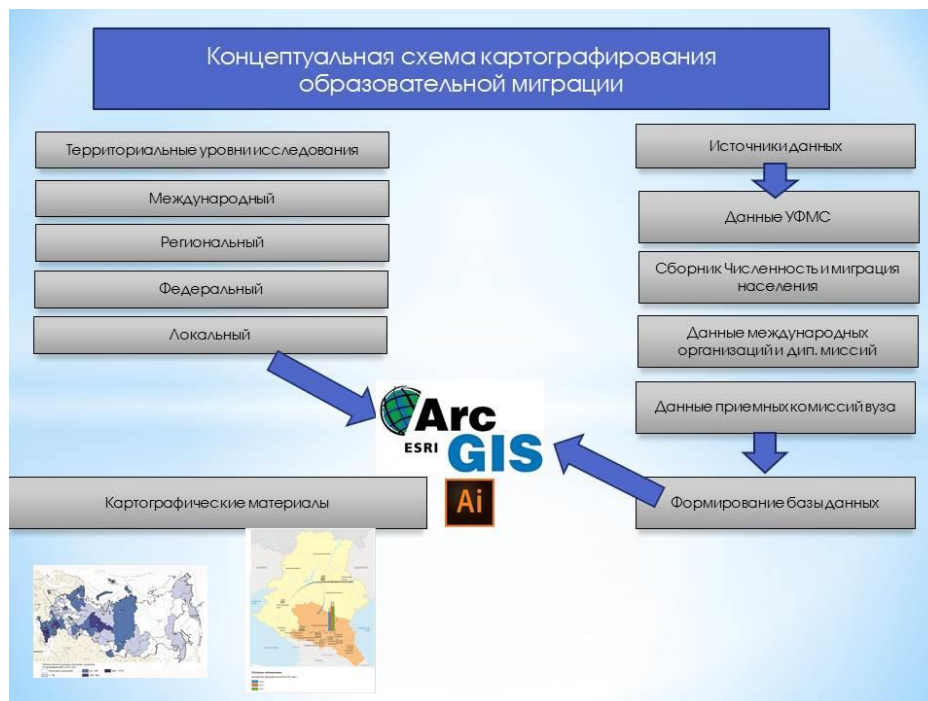 Концептуальная схема картографирования
образовательной миграции
Территориальные уровни исследования
Международный
Региональный
Федеральный
Локальный
Источники данных
Данные УФМС
Сборник Численность и миграция
населения
Данные международных
организаций и дип. миссий
Данные приемных комиссий вуза
Формирование базы данных
Arc
ESRI GIS
Ai
Картографические материалы